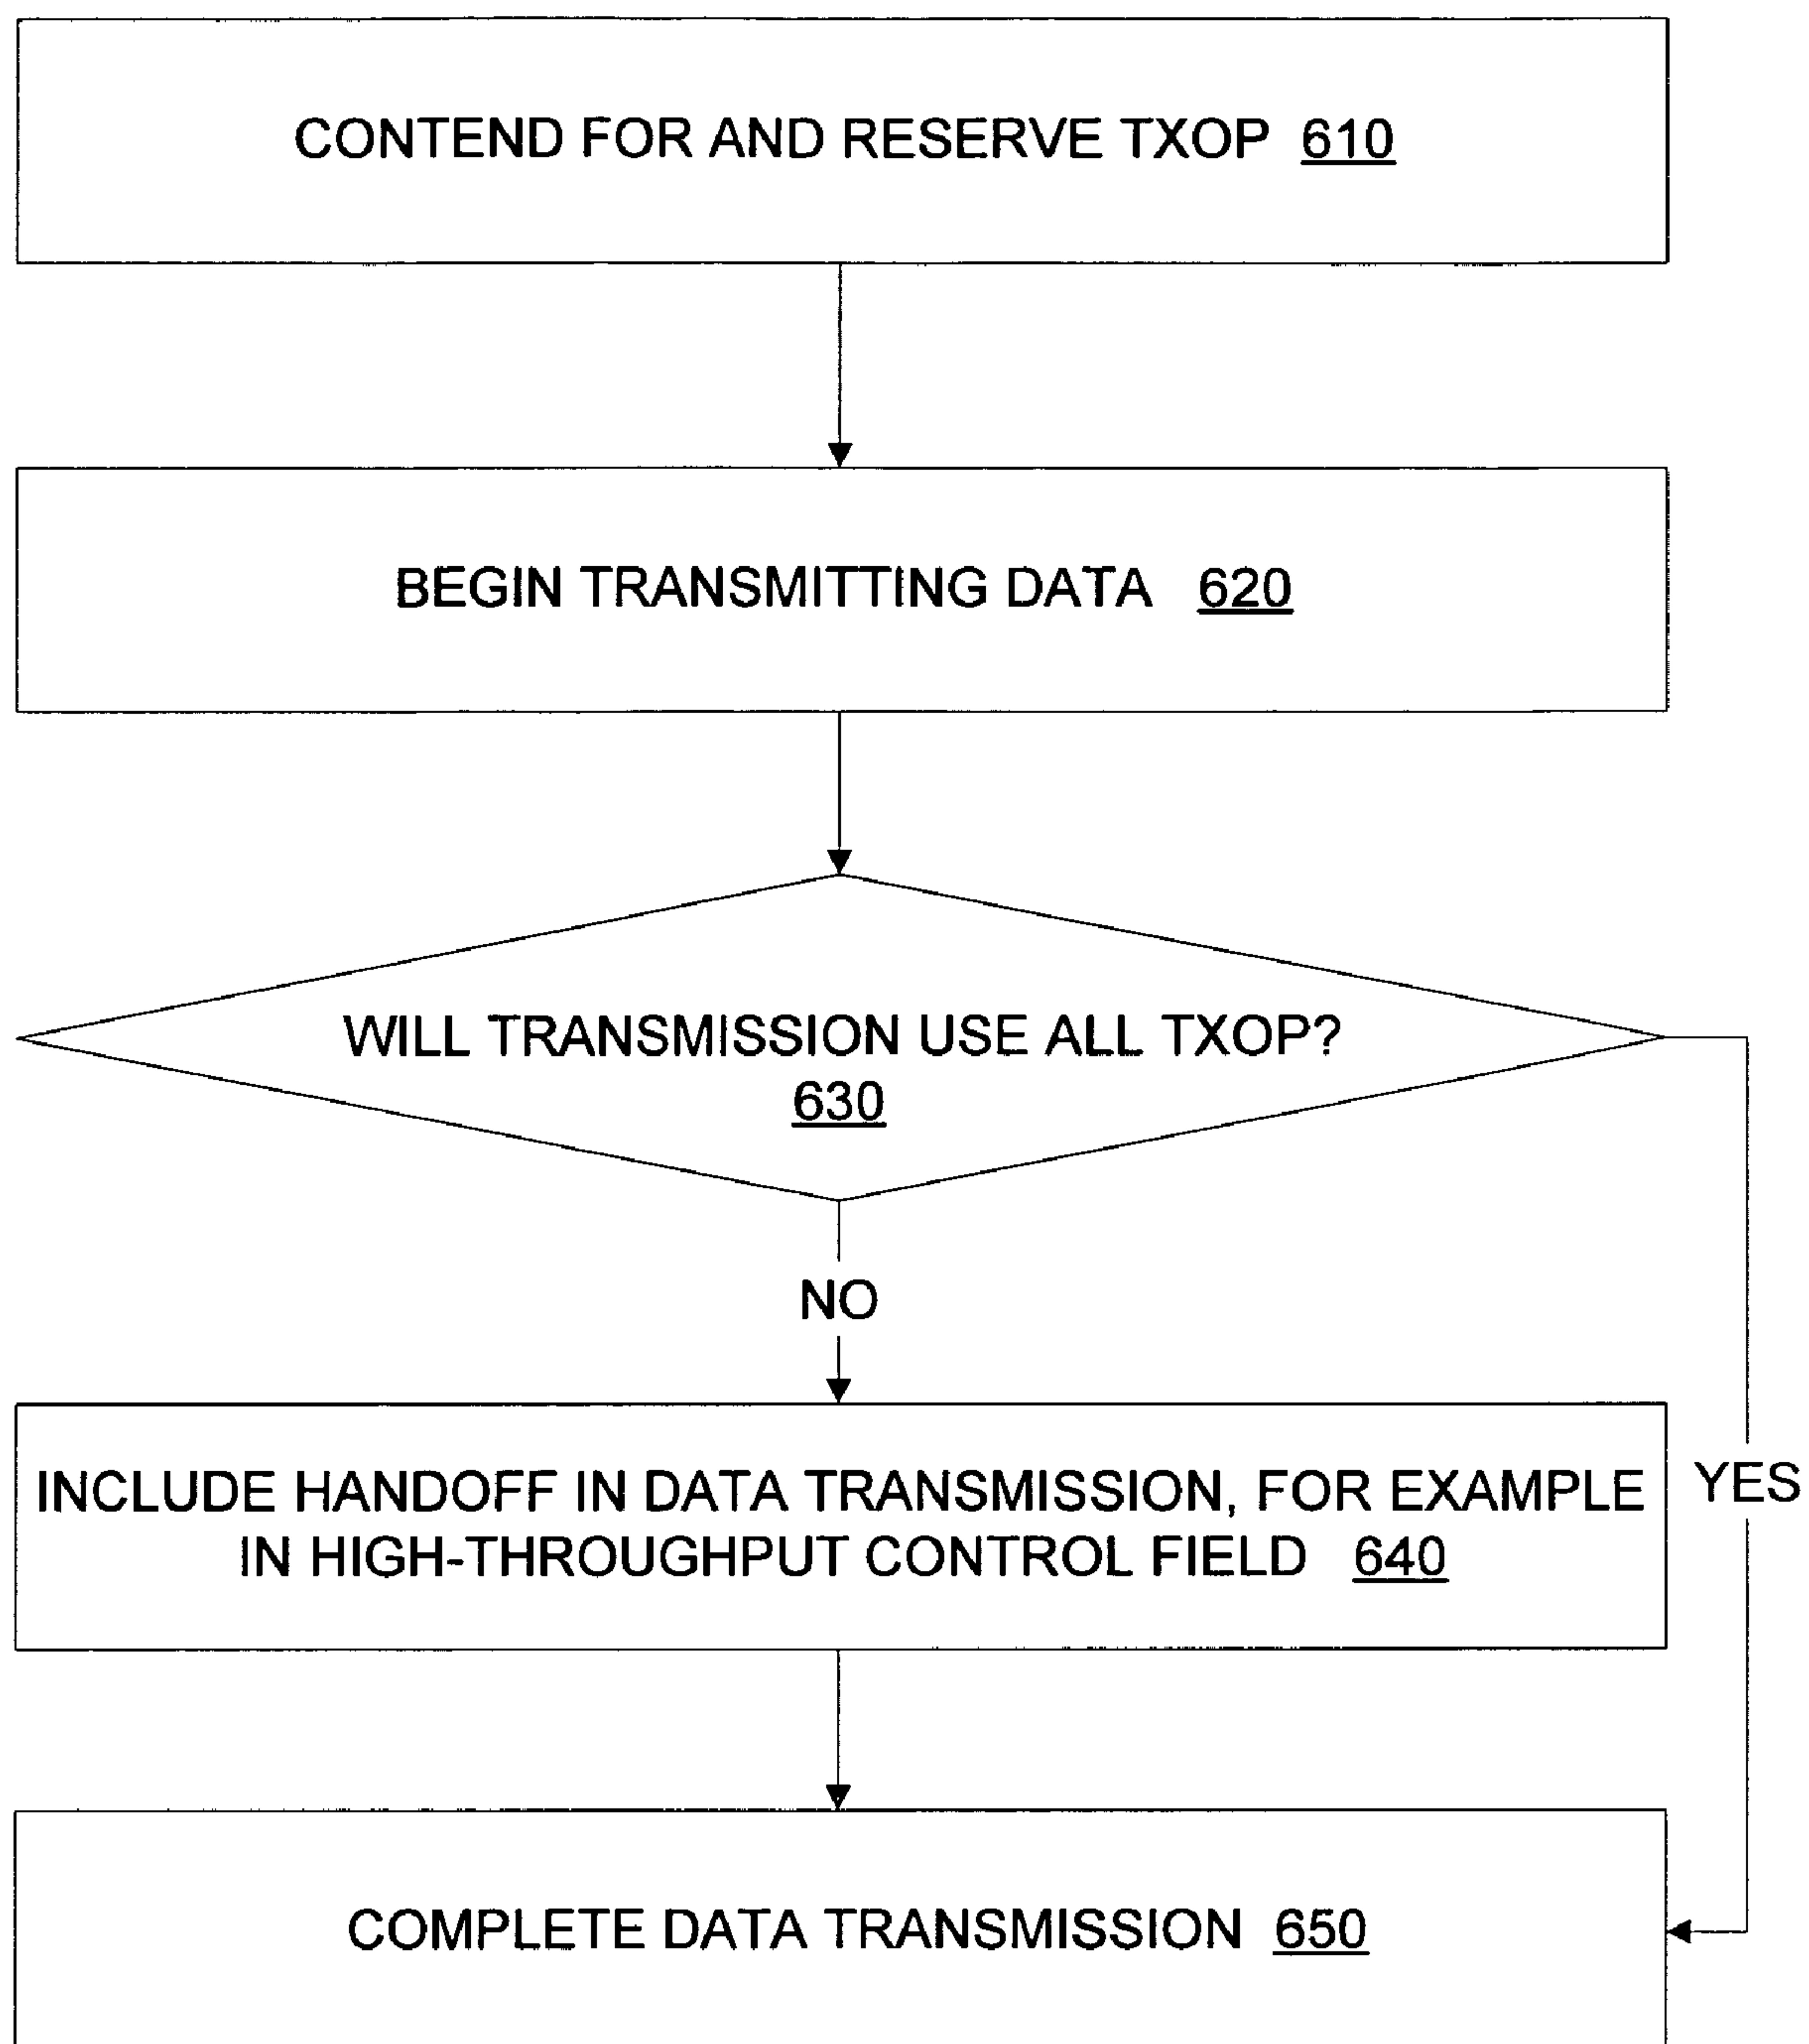 CONTEND FOR AND RESERVE TXOP 610
BEGIN TRANSMITTING DATA 620
WILL TRANSMISSION USE ALL TXOP?
630
NO
INCLUDE HANDOFF IN DATA TRANSMISSION, FOR EXAMPLE
IN HIGH-THROUGHPUT CONTROL FIELD 640
YES
COMPLETE DATA TRANSMISSION 650